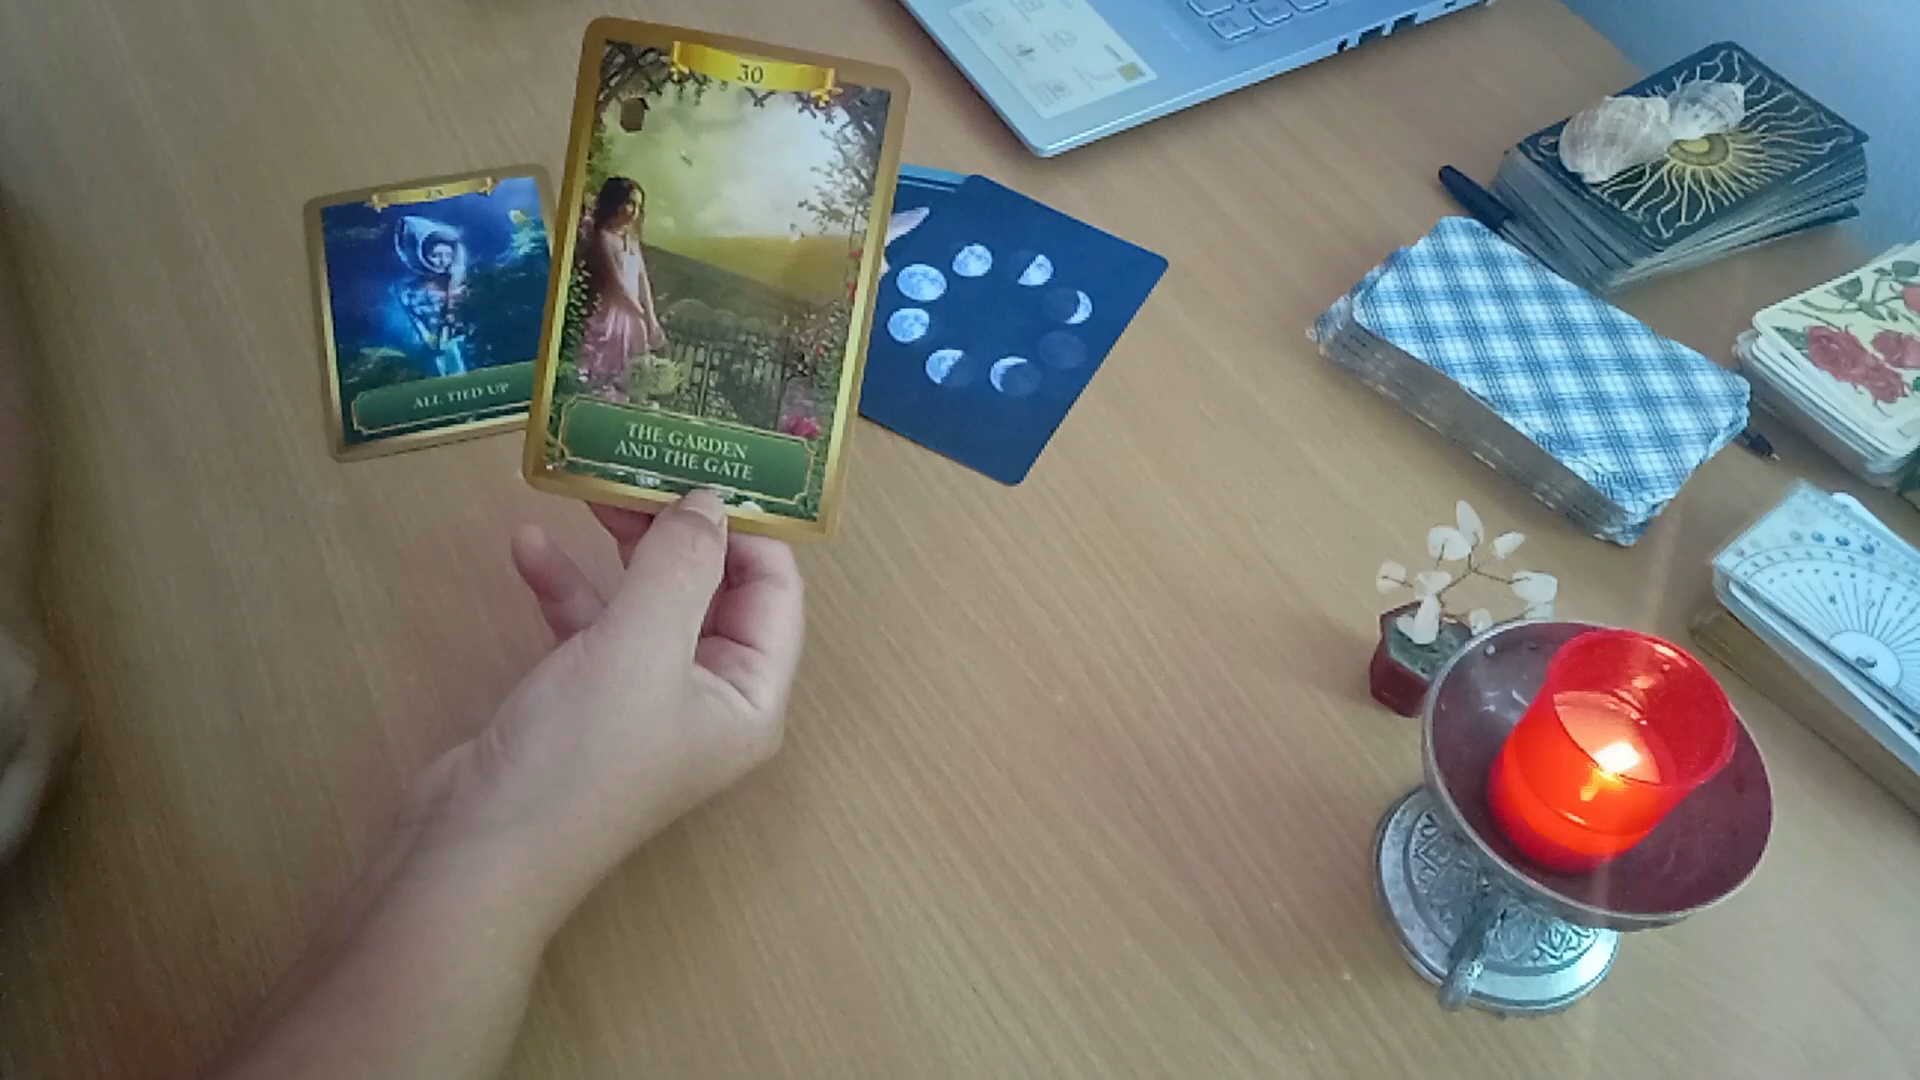 30
THE GARDEN
AND THE GATE
ALL TIED UP